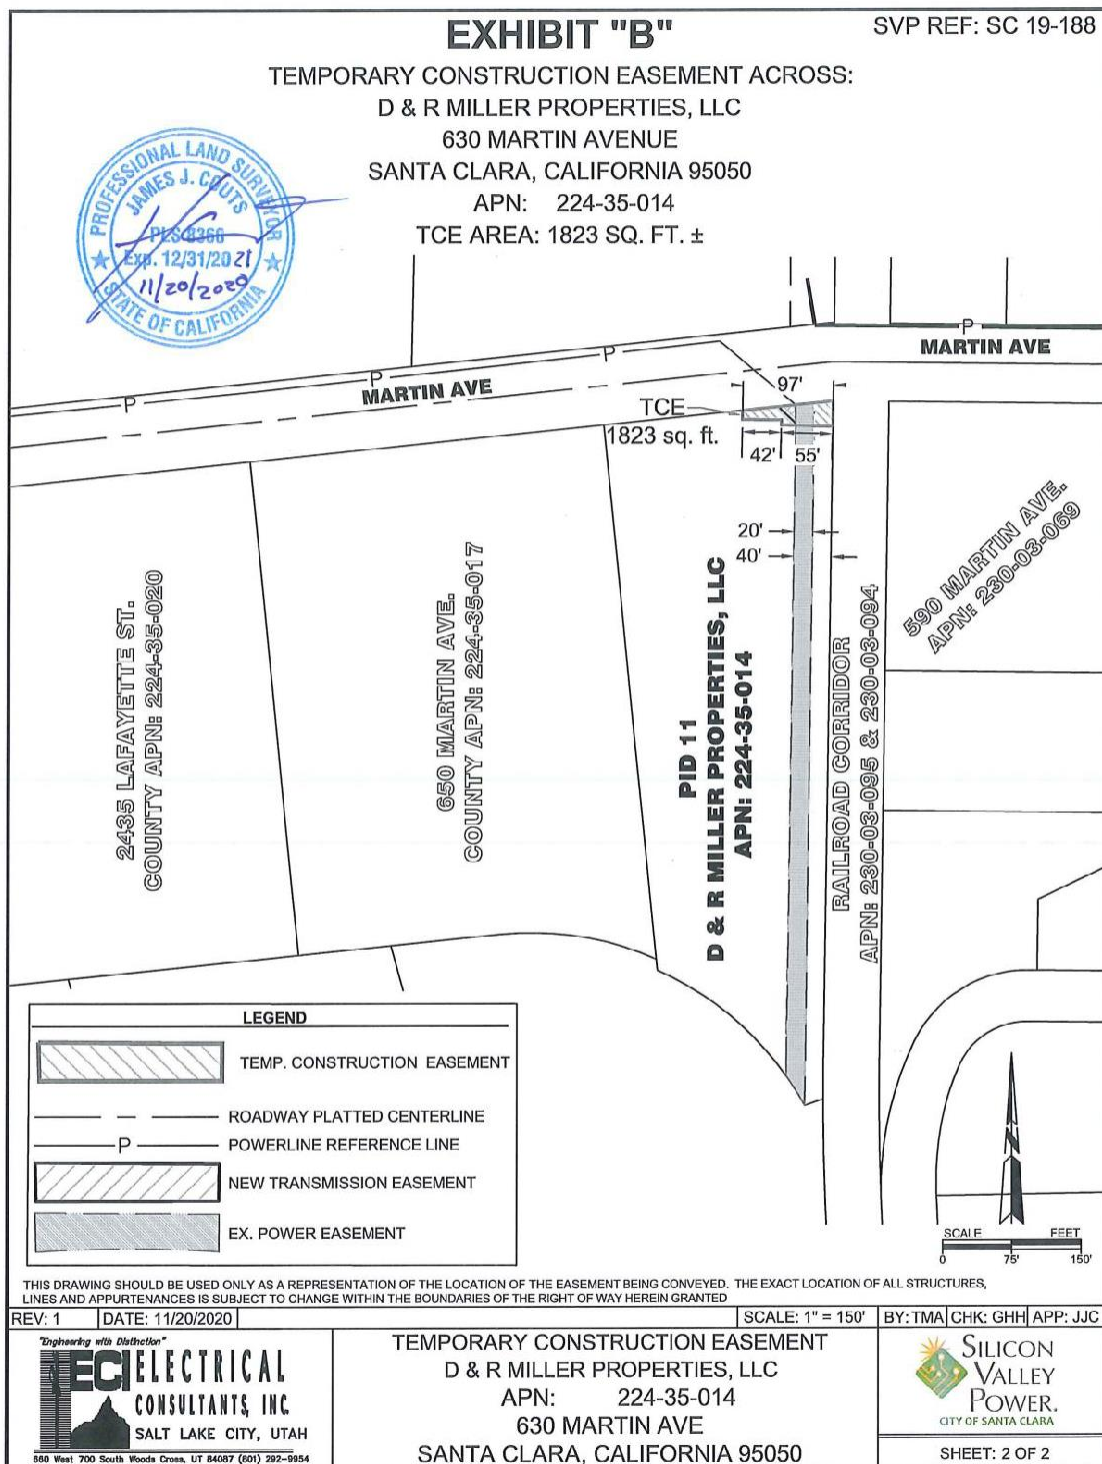 EXHIBIT "B"
SVP REF: SC 19-188
TEMPORARY CONSTRUCTION EASEMENT ACROSS:
D & R MILLER PROPERTIES, LLC
630 MARTIN AVENUE
SANTA CLARA, CALIFORNIA 95050
APN: 224-35-014
TCE AREA: 1823 SQ. FT. ±
PROFESSIONAL LAND SURVEYOR
JAMES J. COUTS
PLS 8366
Exp. 12/31/2021
11/20/2020
STATE OF CALIFORNIA
P
P
P
P
MARTIN AVE
MARTIN AVE
97'
TCE
1823 sq. ft.
42'
55'
20'
40'
2435 LAFAYETTE ST.
COUNTY APN: 224-35-020
650 MARTIN AVE.
COUNTY APN: 224-35-017
PID 11
D & R MILLER PROPERTIES, LLC
APN: 224-35-014
RAILROAD CORRIDOR
APN: 230-03-095 & 230-03-094
590 MARTIN AVE.
APN: 230-03-069
LEGEND
TEMP. CONSTRUCTION EASEMENT
ROADWAY PLATTED CENTERLINE
P
POWERLINE REFERENCE LINE
NEW TRANSMISSION EASEMENT
EX. POWER EASEMENT
N
SCALE FEET
0 75' 150'
THIS DRAWING SHOULD BE USED ONLY AS A REPRESENTATION OF THE LOCATION OF THE EASEMENT BEING CONVEYED. THE EXACT LOCATION OF ALL STRUCTURES,
LINES AND APPURTENANCES IS SUBJECT TO CHANGE WITHIN THE BOUNDARIES OF THE RIGHT OF WAY HEREIN GRANTED
REV: 1
DATE: 11/20/2020
SCALE: 1" = 150'
BY:TMA
CHK: GHH
APP: JJC
"Engineering with Distinction"
ECI ELECTRICAL
CONSULTANTS, INC.
SALT LAKE CITY, UTAH
660 West 700 South Woods Cross, UT 84087 (801) 292-9954
TEMPORARY CONSTRUCTION EASEMENT
D & R MILLER PROPERTIES, LLC
APN: 224-35-014
630 MARTIN AVE
SANTA CLARA, CALIFORNIA 95050
SILICON
VALLEY
POWER.
CITY OF SANTA CLARA
SHEET: 2 OF 2